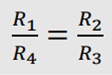 R₁/R₄ = R₂/R₃